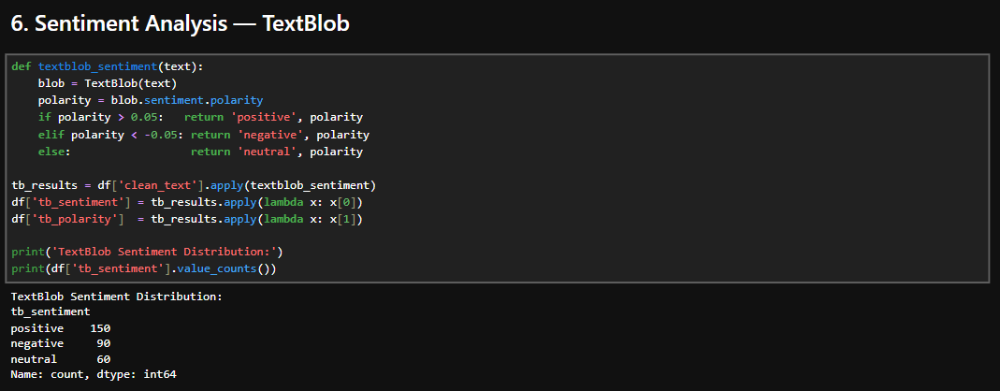 6. Sentiment Analysis — TextBlob
def textblob_sentiment(text):
    blob = TextBlob(text)
    polarity = blob.sentiment.polarity
    if polarity > 0.05:   return 'positive', polarity
    elif polarity < -0.05: return 'negative', polarity
    else:                  return 'neutral', polarity
tb_results = df['clean_text'].apply(textblob_sentiment)
df['tb_sentiment'] = tb_results.apply(lambda x: x[0])
df['tb_polarity']  = tb_results.apply(lambda x: x[1])
print('TextBlob Sentiment Distribution:')
print(df['tb_sentiment'].value_counts())
TextBlob Sentiment Distribution:
tb_sentiment
positive    150
negative     90
neutral      60
Name: count, dtype: int64